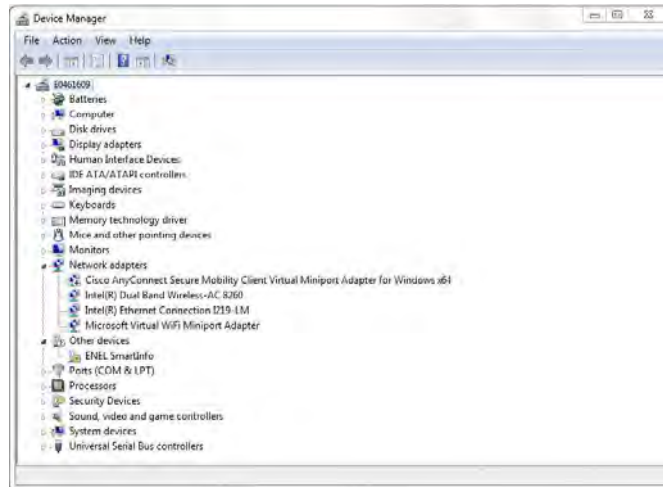 Device Manager
File Action View Help
E0461609
Batteries
Computer
Disk drives
Display adapters
Human Interface Devices
IDE ATA/ATAPI controllers
Imaging devices
Keyboards
Memory technology driver
Mice and other pointing devices
Monitors
Network adapters
Cisco AnyConnect Secure Mobility Client Virtual Miniport Adapter for Windows x64
Intel(R) Dual Band Wireless-AC 8260
Intel(R) Ethernet Connection I219-LM
Microsoft Virtual WiFi Miniport Adapter
Other devices
ENEL SmartInfo
Ports (COM & LPT)
Processors
Security Devices
Sound, video and game controllers
System devices
Universal Serial Bus controllers